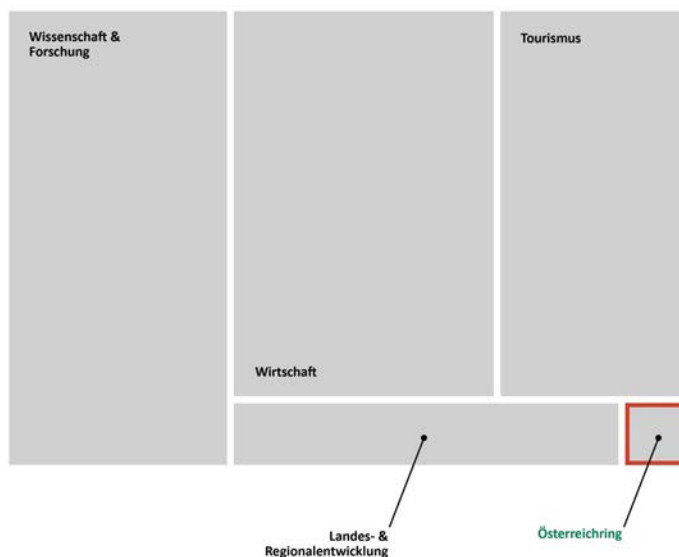 Wissenschaft &
Forschung
Tourismus
Wirtschaft
Landes- &
Regionalentwicklung
Österreichring